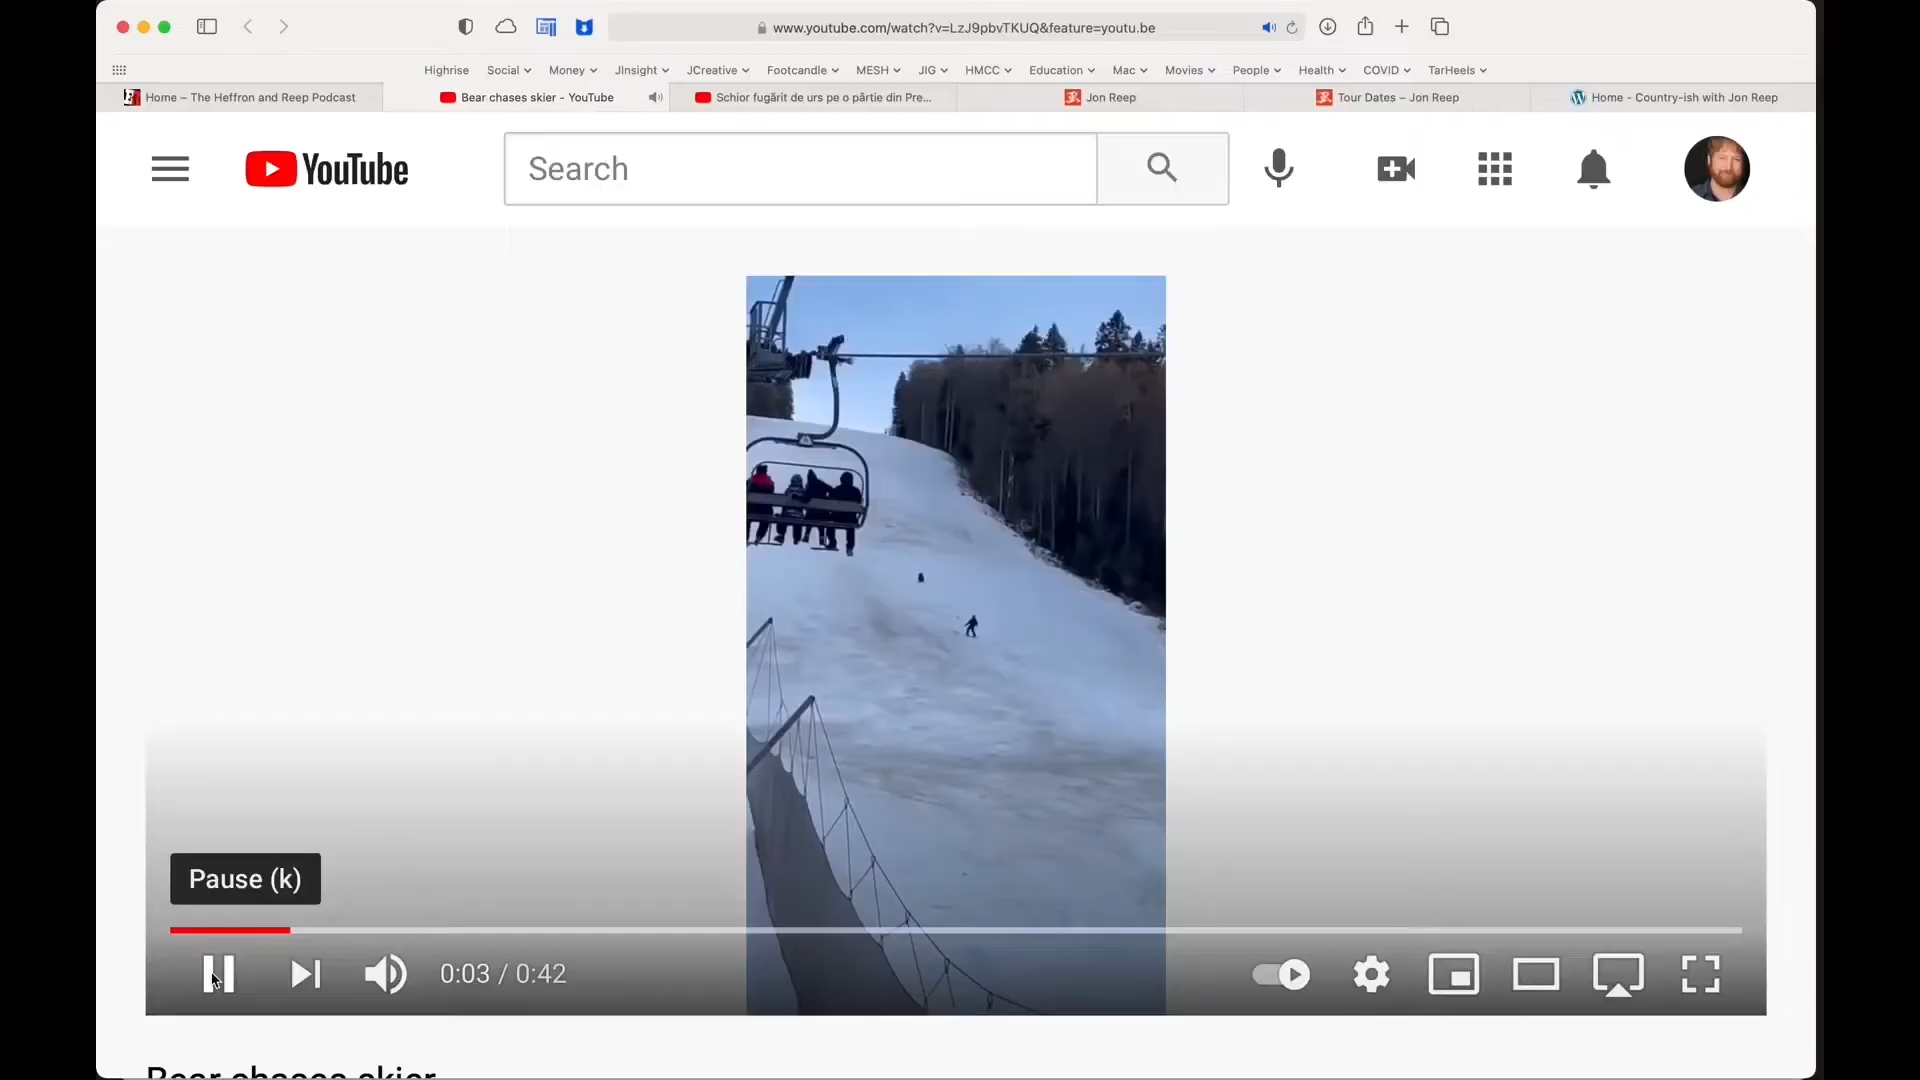 www.youtube.com/watch?v=LzJ9pbvTKUQ&feature=youtu.be
Highrise Social Money JInsight JCreative Footcandle MESH JIG HMCC Education Mac Movies People Health COVID TarHeels
Home – The Heffron and Reep Podcast
Bear chases skier - YouTube
Schior fugărit de urs pe o pârtie din Pre...
Jon Reep
Tour Dates – Jon Reep
Home - Country-ish with Jon Reep
YouTube
Search
Pause (k)
0:03 / 0:42
Bear chases skier